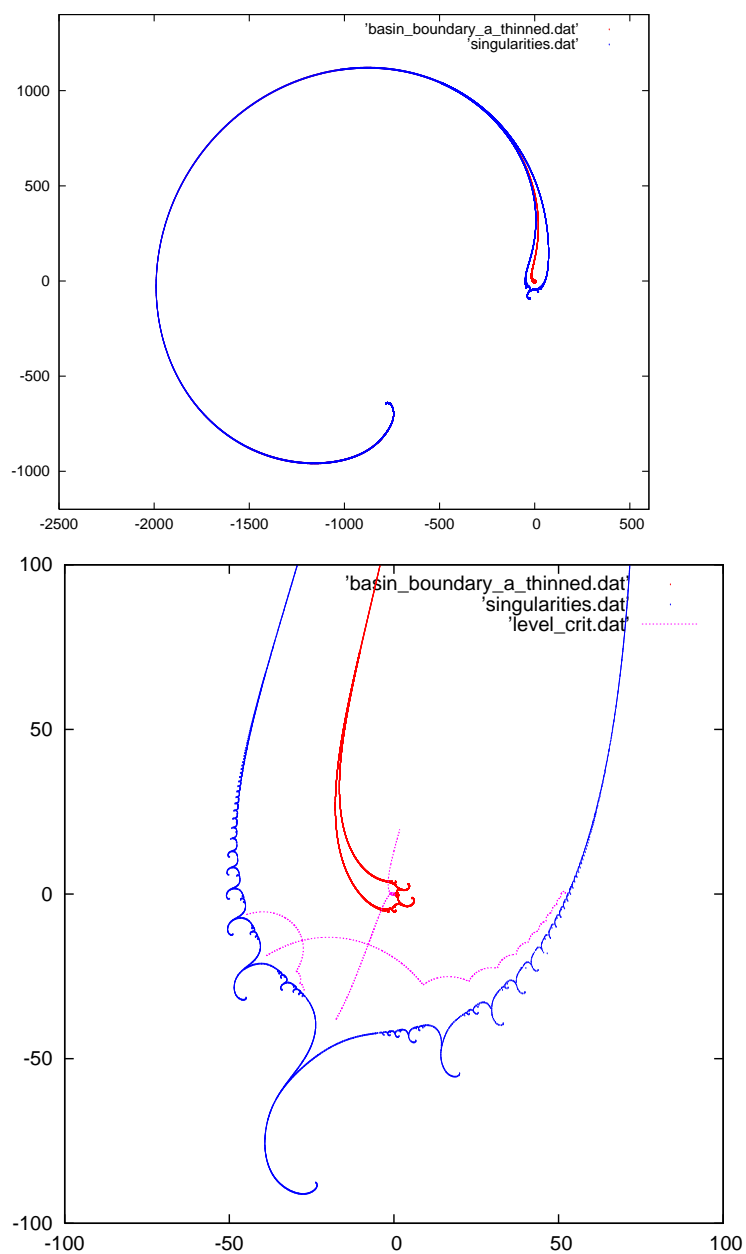 'basin_boundary_a_thinned.dat'
'singularities.dat'
1000
500
0
-500
-1000
-2500 -2000 -1500 -1000 -500 0 500
100
'basin_boundary_a_thinned.dat'
'singularities.dat'
'level_crit.dat'
50
0
-50
-100
-100 -50 0 50 100